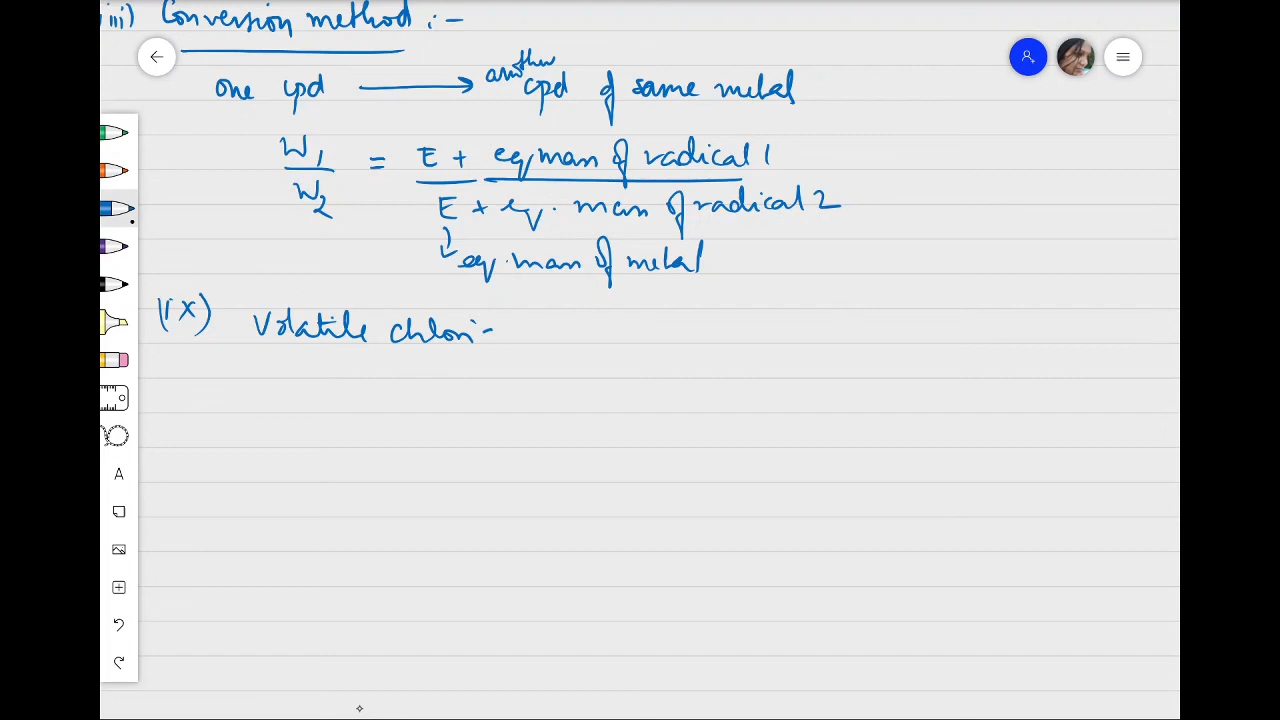 iii) Conversion method :-
one cpd ⟶ another cpd of same metal
W1/W2 = E + eq mass of radical 1 / E + eq. mass of radical 2
↳ eq. mass of metal
(ix) Volatile chlori-
A